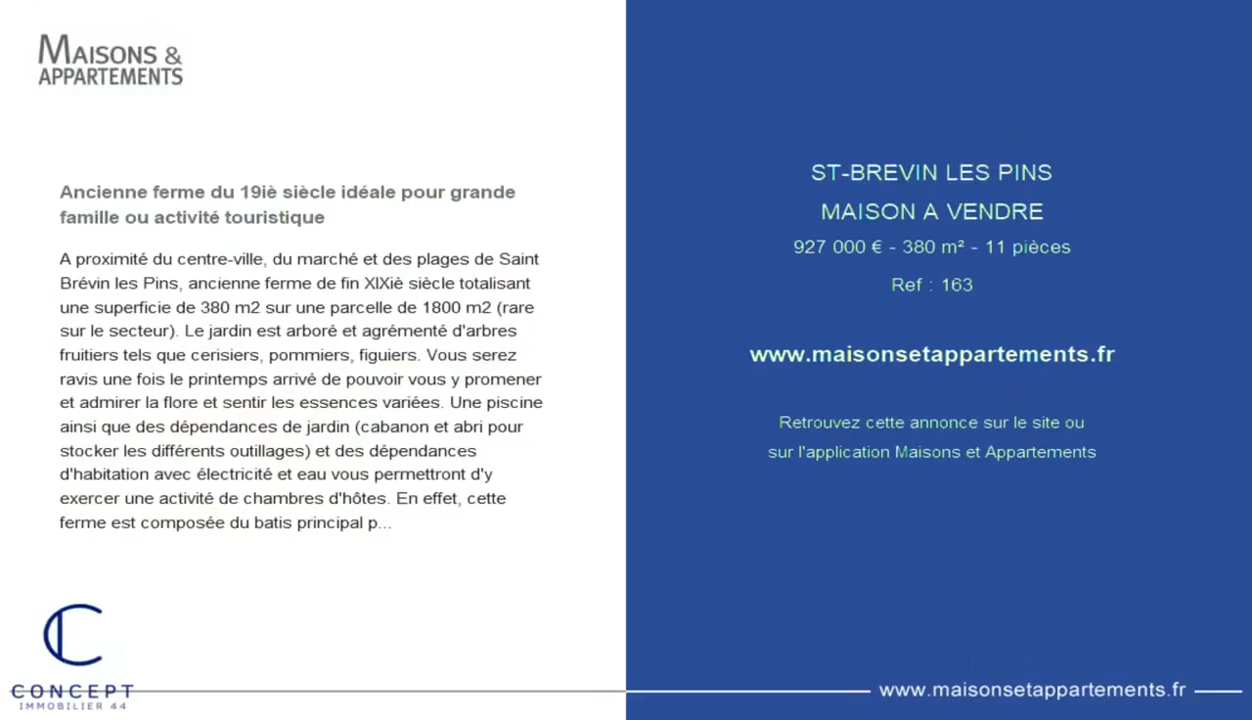 MAISONS &
APPARTEMENTS
Ancienne ferme du 19iè siècle idéale pour grande
famille ou activité touristique
A proximité du centre-ville, du marché et des plages de Saint
Brévin les Pins, ancienne ferme de fin XIXiè siècle totalisant
une superficie de 380 m2 sur une parcelle de 1800 m2 (rare
sur le secteur). Le jardin est arboré et agrémenté d'arbres
fruitiers tels que cerisiers, pommiers, figuiers. Vous serez
ravis une fois le printemps arrivé de pouvoir vous y promener
et admirer la flore et sentir les essences variées. Une piscine
ainsi que des dépendances de jardin (cabanon et abri pour
stocker les différents outillages) et des dépendances
d'habitation avec électricité et eau vous permettront d'y
exercer une activité de chambres d'hôtes. En effet, cette
ferme est composée du batis principal p...
CONCEPT
IMMOBILIER 44
ST-BREVIN LES PINS
MAISON A VENDRE
927 000 € - 380 m² - 11 pièces
Ref : 163
www.maisonsetappartements.fr
Retrouvez cette annonce sur le site ou
sur l'application Maisons et Appartements
www.maisonsetappartements.fr